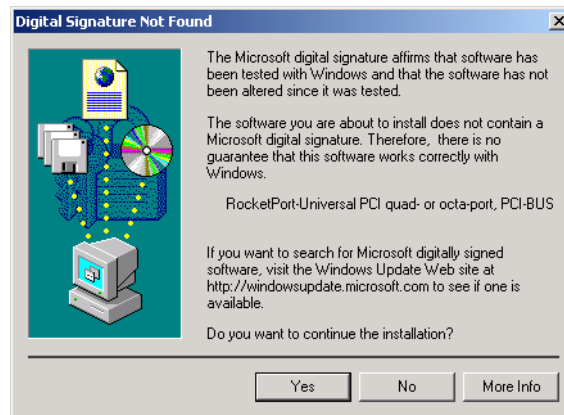 Digital Signature Not Found
The Microsoft digital signature affirms that software has
been tested with Windows and that the software has not
been altered since it was tested.
The software you are about to install does not contain a
Microsoft digital signature. Therefore, there is no
guarantee that this software works correctly with
Windows.
RocketPort-Universal PCI quad- or octa-port, PCI-BUS
If you want to search for Microsoft digitally signed
software, visit the Windows Update Web site at
http://windowsupdate.microsoft.com to see if one is
available.
Do you want to continue the installation?
Yes
No
More Info